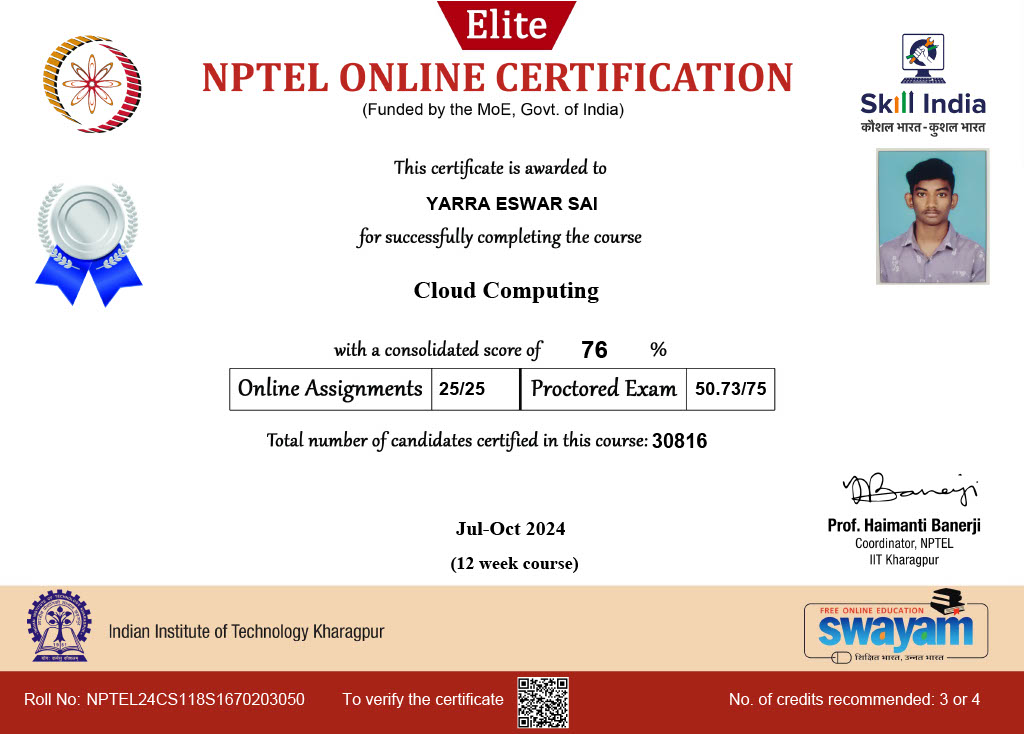 Elite
NPTEL ONLINE CERTIFICATION
(Funded by the MoE, Govt. of India)
Skill India
कौशल भारत - कुशल भारत
This certificate is awarded to
YARRA ESWAR SAI
for successfully completing the course
Cloud Computing
with a consolidated score of 76 %
Online Assignments 25/25 Proctored Exam 50.73/75
Total number of candidates certified in this course: 30816
Prof. Haimanti Banerji
Coordinator, NPTEL
IIT Kharagpur
Jul-Oct 2024
(12 week course)
Indian Institute of Technology Kharagpur
FREE ONLINE EDUCATION
swayam
शिक्षित भारत, उन्नत भारत
Roll No: NPTEL24CS118S1670203050 To verify the certificate No. of credits recommended: 3 or 4